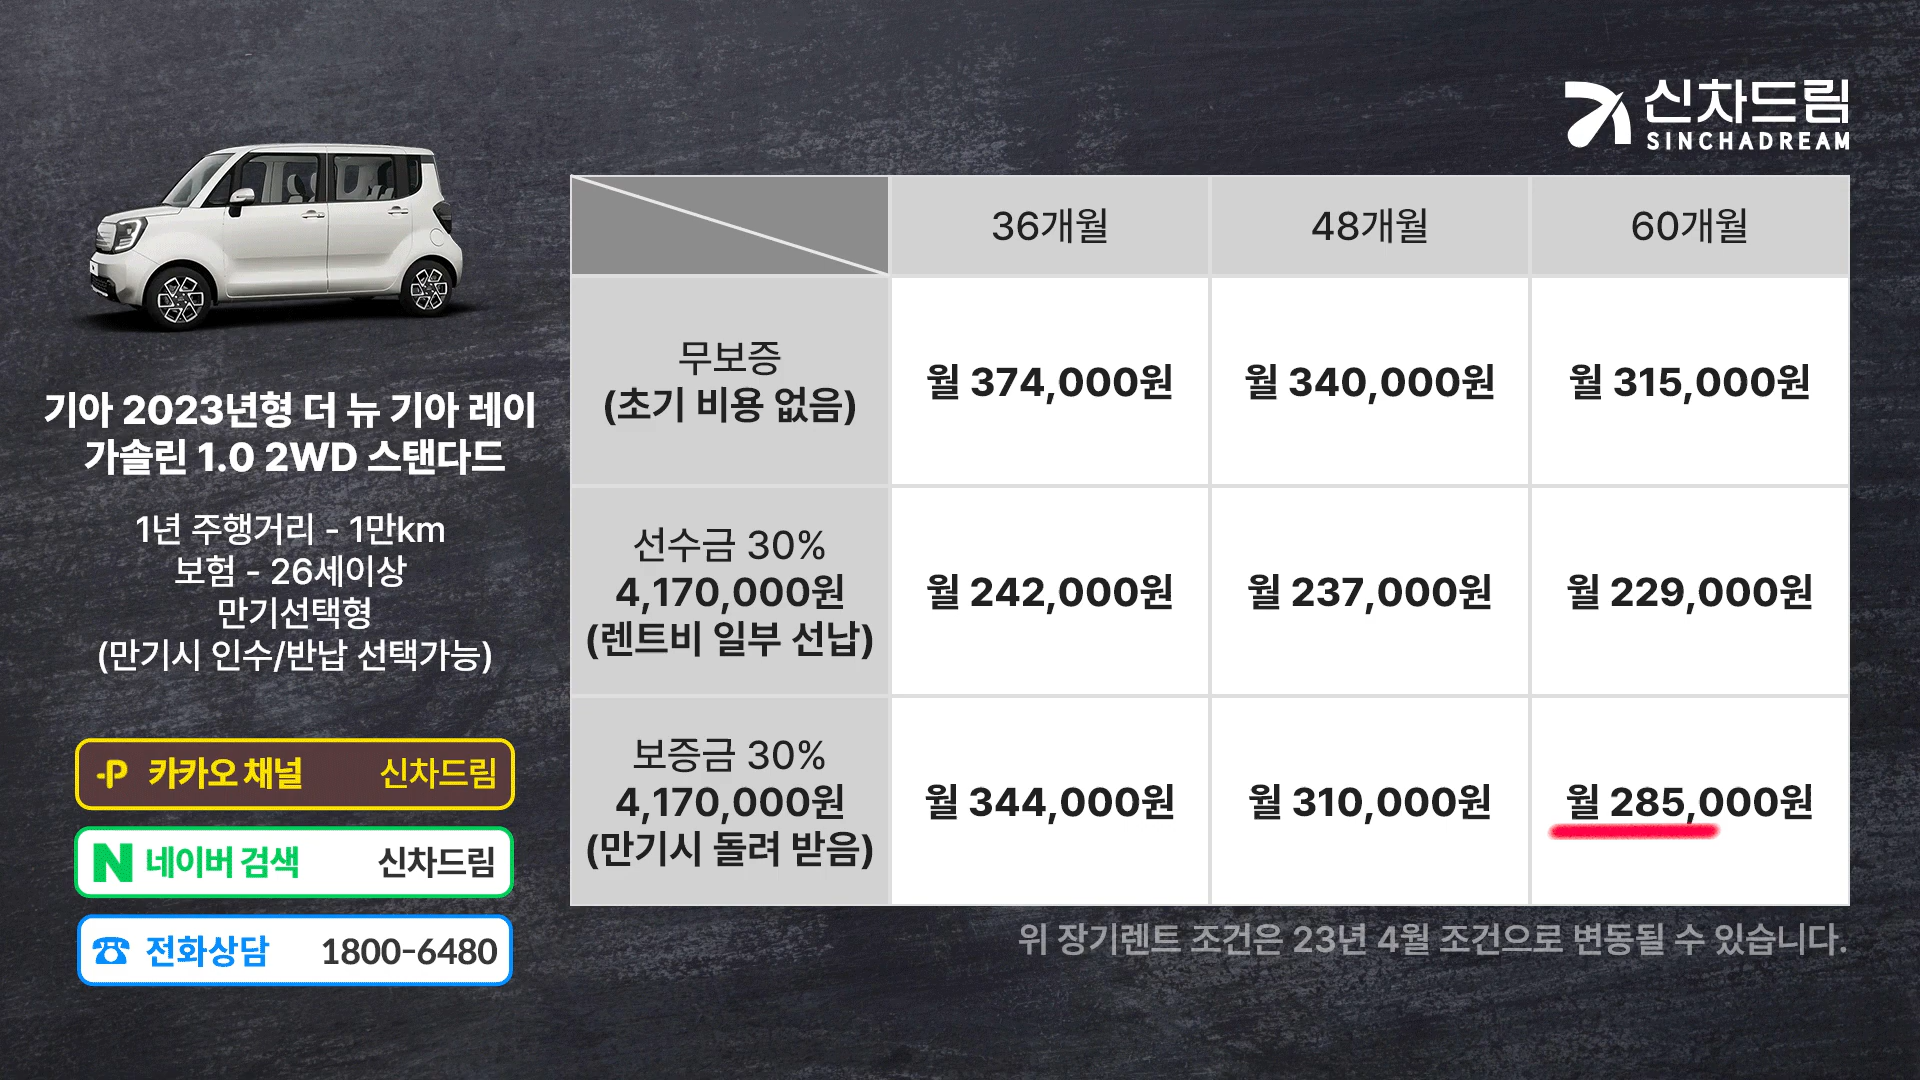 신차드림
SINCHADREAM
기아 2023년형 더 뉴 기아 레이
가솔린 1.0 2WD 스탠다드
1년 주행거리 - 1만km
보험 - 26세이상
만기선택형
(만기시 인수/반납 선택가능)
카카오 채널 신차드림
N 네이버 검색 신차드림
전화상담 1800-6480
36개월 48개월 60개월
무보증
(초기 비용 없음)
월 374,000원 월 340,000원 월 315,000원
선수금 30%
4,170,000원
(렌트비 일부 선납)
월 242,000원 월 237,000원 월 229,000원
보증금 30%
4,170,000원
(만기시 돌려 받음)
월 344,000원 월 310,000원 월 285,000원
위 장기렌트 조건은 23년 4월 조건으로 변동될 수 있습니다.